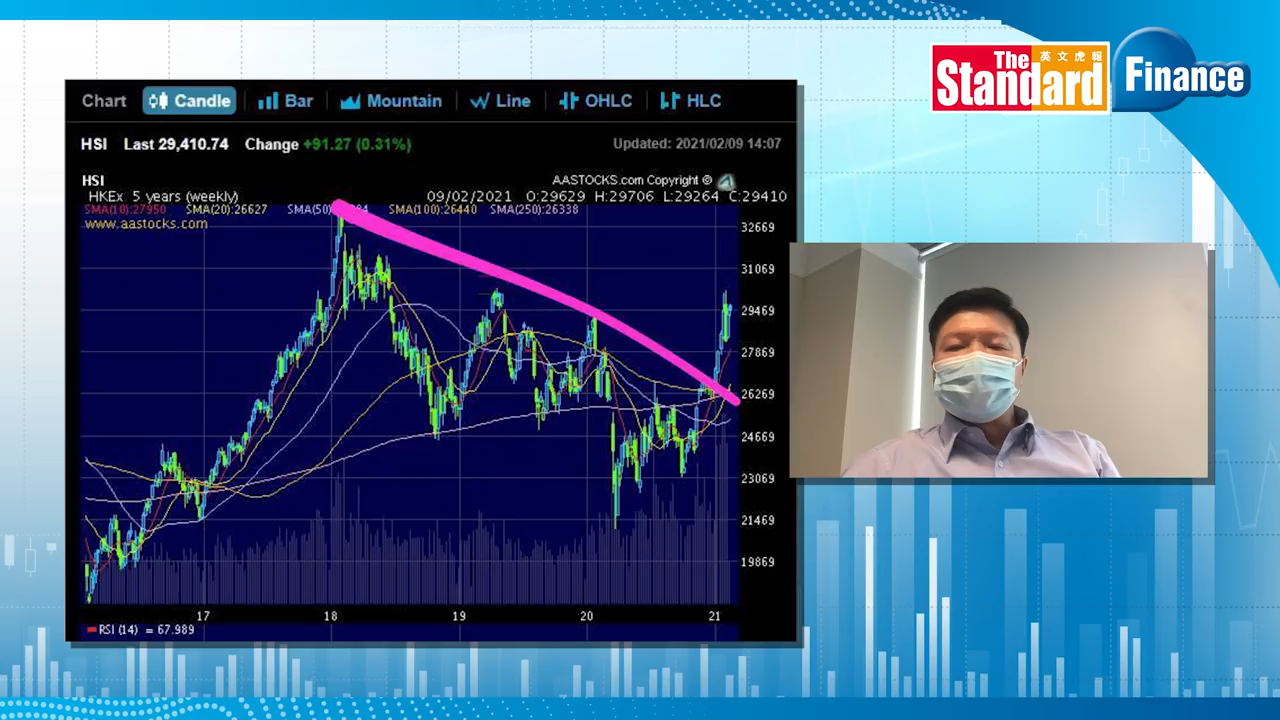 The
英文虎報
Standard
Finance
Chart Candle Bar Mountain Line OHLC HLC
HSI Last 29,410.74 Change +91.27 (0.31%) Updated: 2021/02/09 14:07
HSI
AASTOCKS.com Copyright ©
HKEx 5 years (weekly) 09/02/2021 O:29629 H:29706 L:29264 C:29410
SMA(10):27950 SMA(20):26627 SMA(50) SMA(100):26440 SMA(250):26338
www.aastocks.com
32669
31069
29469
27869
26269
24669
23069
21469
19869
17 18 19 20 21
RSI (14) = 67.989